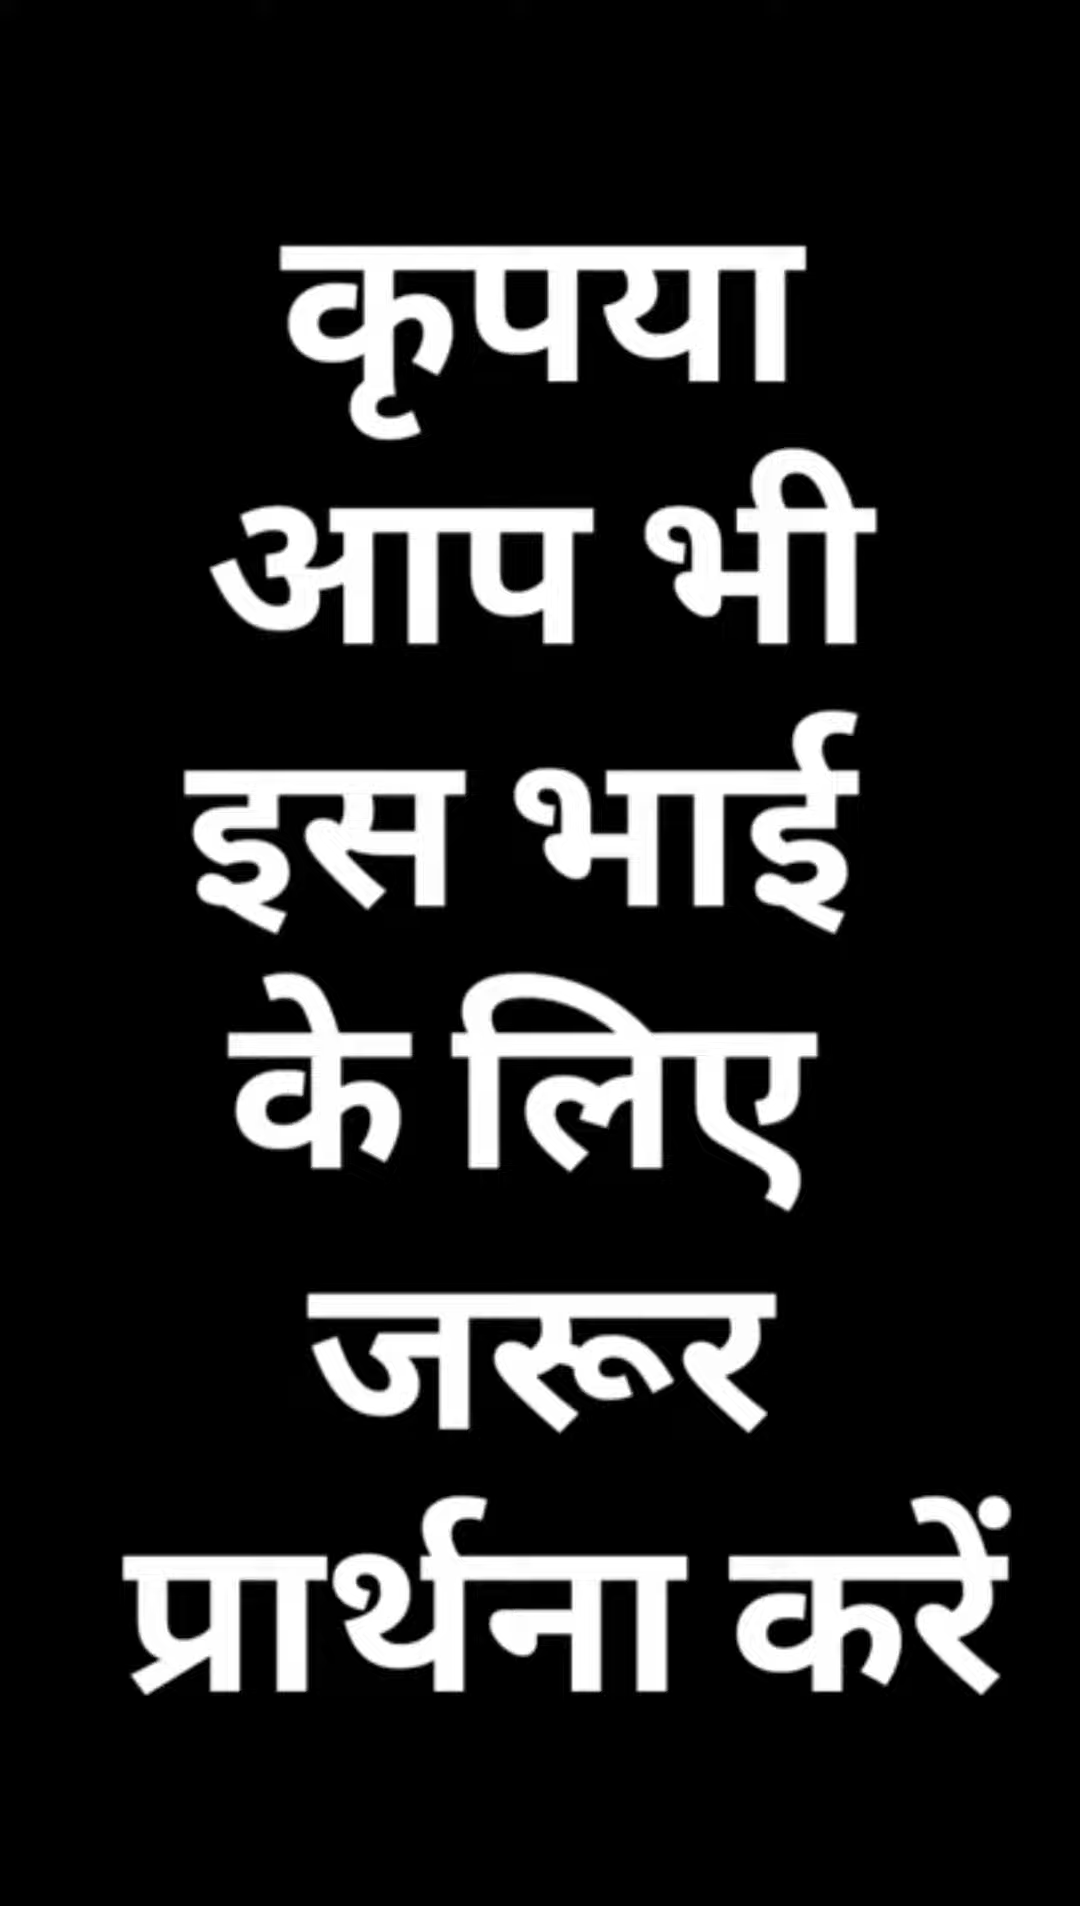 कृपया
आप भी
इस भाई
के लिए
जरूर
प्रार्थना करें